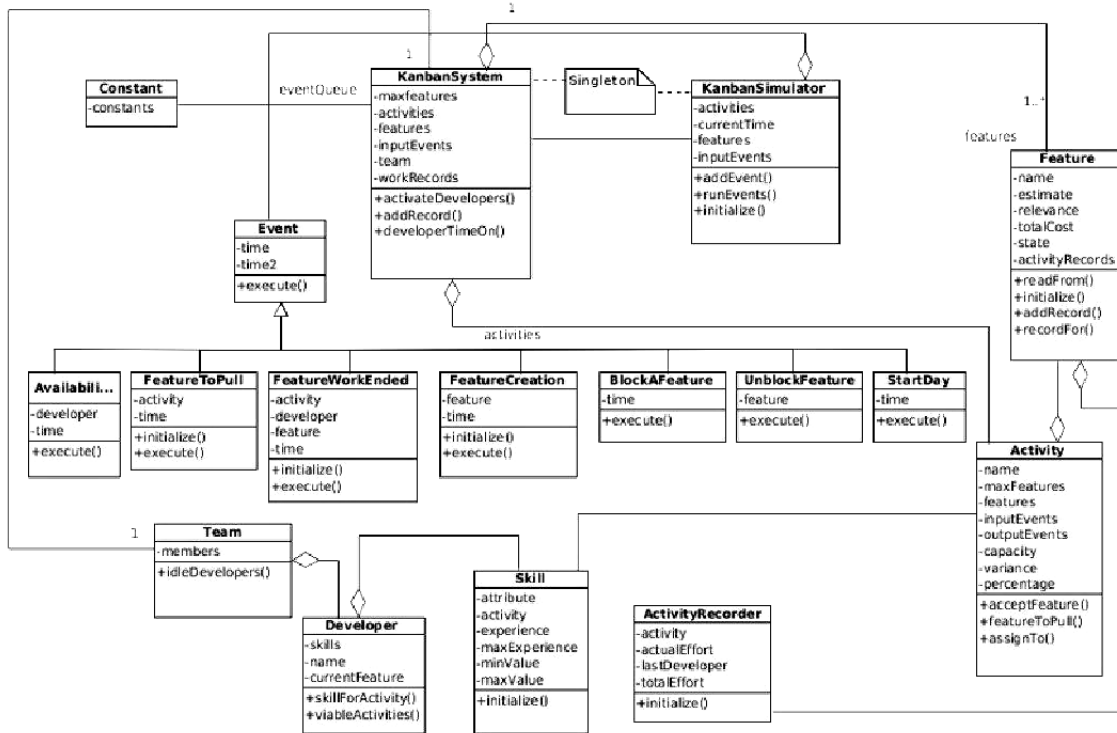 1
1
KanbanSystem
-maxfeatures
-activities
-features
-inputEvents
-team
-workRecords
+activateDevelopers()
+addRecord()
+developerTimeOn()
Singleton
KanbanSimulator
-activities
-currentTime
-features
-inputEvents
+addEvent()
+runEvents()
+initialize()
Constant
-constants
eventQueue
1..*
features
Feature
-name
-estimate
-relevance
-totalCost
-state
-activityRecords
+readFrom()
+initialize()
+addRecord()
+recordFor()
Event
-time
-time2
+execute()
activities
Availabili...
-developer
-time
+execute()
FeatureToPull
-activity
-time
+initialize()
+execute()
FeatureWorkEnded
-activity
-developer
-feature
-time
+initialize()
+execute()
FeatureCreation
-feature
-time
+initialize()
+execute()
BlockAFeature
-time
+execute()
UnblockFeature
-feature
+execute()
StartDay
-time
+execute()
Activity
-name
-maxFeatures
-features
-inputEvents
-outputEvents
-capacity
-variance
-percentage
+acceptFeature()
+featureToPull()
+assignTo()
1
Team
-members
+idleDevelopers()
Developer
-skills
-name
-currentFeature
+skillForActivity()
+viableActivities()
Skill
-attribute
-activity
-experience
-maxExperience
-minValue
-maxValue
+initialize()
ActivityRecorder
-activity
-actualEffort
-lastDeveloper
-totalEffort
+initialize()